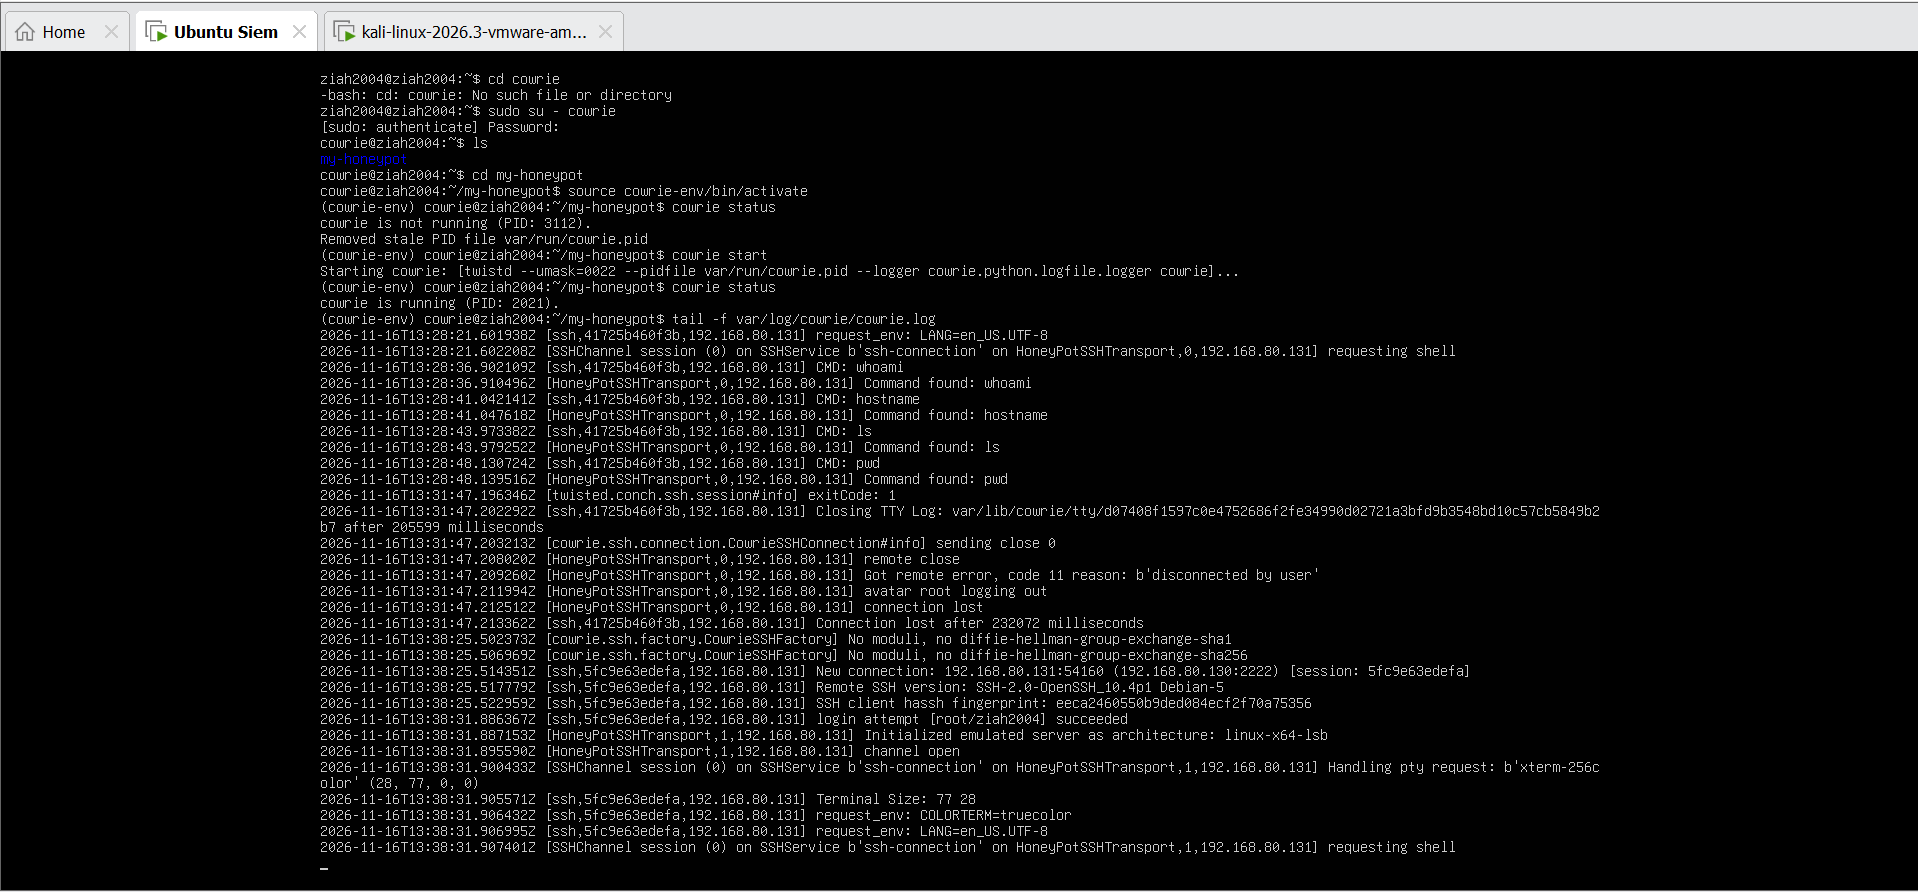 Home
Ubuntu Siem
kali-linux-2026.3-vmware-am...
ziah2004@ziah2004:~$ cd cowrie
-bash: cd: cowrie: No such file or directory
ziah2004@ziah2004:~$ sudo su - cowrie
[sudo: authenticate] Password:
cowrie@ziah2004:~$ ls
my-honeypot
cowrie@ziah2004:~$ cd my-honeypot
cowrie@ziah2004:~/my-honeypot$ source cowrie-env/bin/activate
(cowrie-env) cowrie@ziah2004:~/my-honeypot$ cowrie status
cowrie is not running (PID: 3112).
Removed stale PID file var/run/cowrie.pid
(cowrie-env) cowrie@ziah2004:~/my-honeypot$ cowrie start
Starting cowrie: [twistd --umask=0022 --pidfile var/run/cowrie.pid --logger cowrie.python.logfile.logger cowrie]...
(cowrie-env) cowrie@ziah2004:~/my-honeypot$ cowrie status
cowrie is running (PID: 2021).
(cowrie-env) cowrie@ziah2004:~/my-honeypot$ tail -f var/log/cowrie/cowrie.log
2026-11-16T13:28:21.601938Z [ssh,41725b460f3b,192.168.80.131] request_env: LANG=en_US.UTF-8
2026-11-16T13:28:21.602208Z [SSHChannel session (0) on SSHService b'ssh-connection' on HoneyPotSSHTransport,0,192.168.80.131] requesting shell
2026-11-16T13:28:36.902109Z [ssh,41725b460f3b,192.168.80.131] CMD: whoami
2026-11-16T13:28:36.910496Z [HoneyPotSSHTransport,0,192.168.80.131] Command found: whoami
2026-11-16T13:28:41.042141Z [ssh,41725b460f3b,192.168.80.131] CMD: hostname
2026-11-16T13:28:41.047618Z [HoneyPotSSHTransport,0,192.168.80.131] Command found: hostname
2026-11-16T13:28:43.973382Z [ssh,41725b460f3b,192.168.80.131] CMD: ls
2026-11-16T13:28:43.979252Z [HoneyPotSSHTransport,0,192.168.80.131] Command found: ls
2026-11-16T13:28:48.130724Z [ssh,41725b460f3b,192.168.80.131] CMD: pwd
2026-11-16T13:28:48.139516Z [HoneyPotSSHTransport,0,192.168.80.131] Command found: pwd
2026-11-16T13:31:47.196346Z [twisted.conch.ssh.session#info] exitCode: 1
2026-11-16T13:31:47.202292Z [ssh,41725b460f3b,192.168.80.131] Closing TTY Log: var/lib/cowrie/tty/d07408f1597c0e4752686f2fe34990d02721a3bfd9b3548bd10c57cb5849b2
b7 after 205599 milliseconds
2026-11-16T13:31:47.203213Z [cowrie.ssh.connection.CowrieSSHConnection#info] sending close 0
2026-11-16T13:31:47.208020Z [HoneyPotSSHTransport,0,192.168.80.131] remote close
2026-11-16T13:31:47.209260Z [HoneyPotSSHTransport,0,192.168.80.131] Got remote error, code 11 reason: b'disconnected by user'
2026-11-16T13:31:47.211994Z [HoneyPotSSHTransport,0,192.168.80.131] avatar root logging out
2026-11-16T13:31:47.212512Z [HoneyPotSSHTransport,0,192.168.80.131] connection lost
2026-11-16T13:31:47.213362Z [ssh,41725b460f3b,192.168.80.131] Connection lost after 232072 milliseconds
2026-11-16T13:38:25.502373Z [cowrie.ssh.factory.CowrieSSHFactory] No moduli, no diffie-hellman-group-exchange-sha1
2026-11-16T13:38:25.506969Z [cowrie.ssh.factory.CowrieSSHFactory] No moduli, no diffie-hellman-group-exchange-sha256
2026-11-16T13:38:25.514351Z [ssh,5fc9e63edefa,192.168.80.131] New connection: 192.168.80.131:54160 (192.168.80.130:2222) [session: 5fc9e63edefa]
2026-11-16T13:38:25.517779Z [ssh,5fc9e63edefa,192.168.80.131] Remote SSH version: SSH-2.0-OpenSSH_10.4p1 Debian-5
2026-11-16T13:38:25.522959Z [ssh,5fc9e63edefa,192.168.80.131] SSH client hassh fingerprint: eeca2460550b9ded084ecf2f70a75356
2026-11-16T13:38:31.886367Z [ssh,5fc9e63edefa,192.168.80.131] login attempt [root/ziah2004] succeeded
2026-11-16T13:38:31.887153Z [HoneyPotSSHTransport,1,192.168.80.131] Initialized emulated server as architecture: linux-x64-lsb
2026-11-16T13:38:31.895590Z [HoneyPotSSHTransport,1,192.168.80.131] channel open
2026-11-16T13:38:31.900433Z [SSHChannel session (0) on SSHService b'ssh-connection' on HoneyPotSSHTransport,1,192.168.80.131] Handling pty request: b'xterm-256c
olor' (28, 77, 0, 0)
2026-11-16T13:38:31.905571Z [ssh,5fc9e63edefa,192.168.80.131] Terminal Size: 77 28
2026-11-16T13:38:31.906432Z [ssh,5fc9e63edefa,192.168.80.131] request_env: COLORTERM=truecolor
2026-11-16T13:38:31.906995Z [ssh,5fc9e63edefa,192.168.80.131] request_env: LANG=en_US.UTF-8
2026-11-16T13:38:31.907401Z [SSHChannel session (0) on SSHService b'ssh-connection' on HoneyPotSSHTransport,1,192.168.80.131] requesting shell